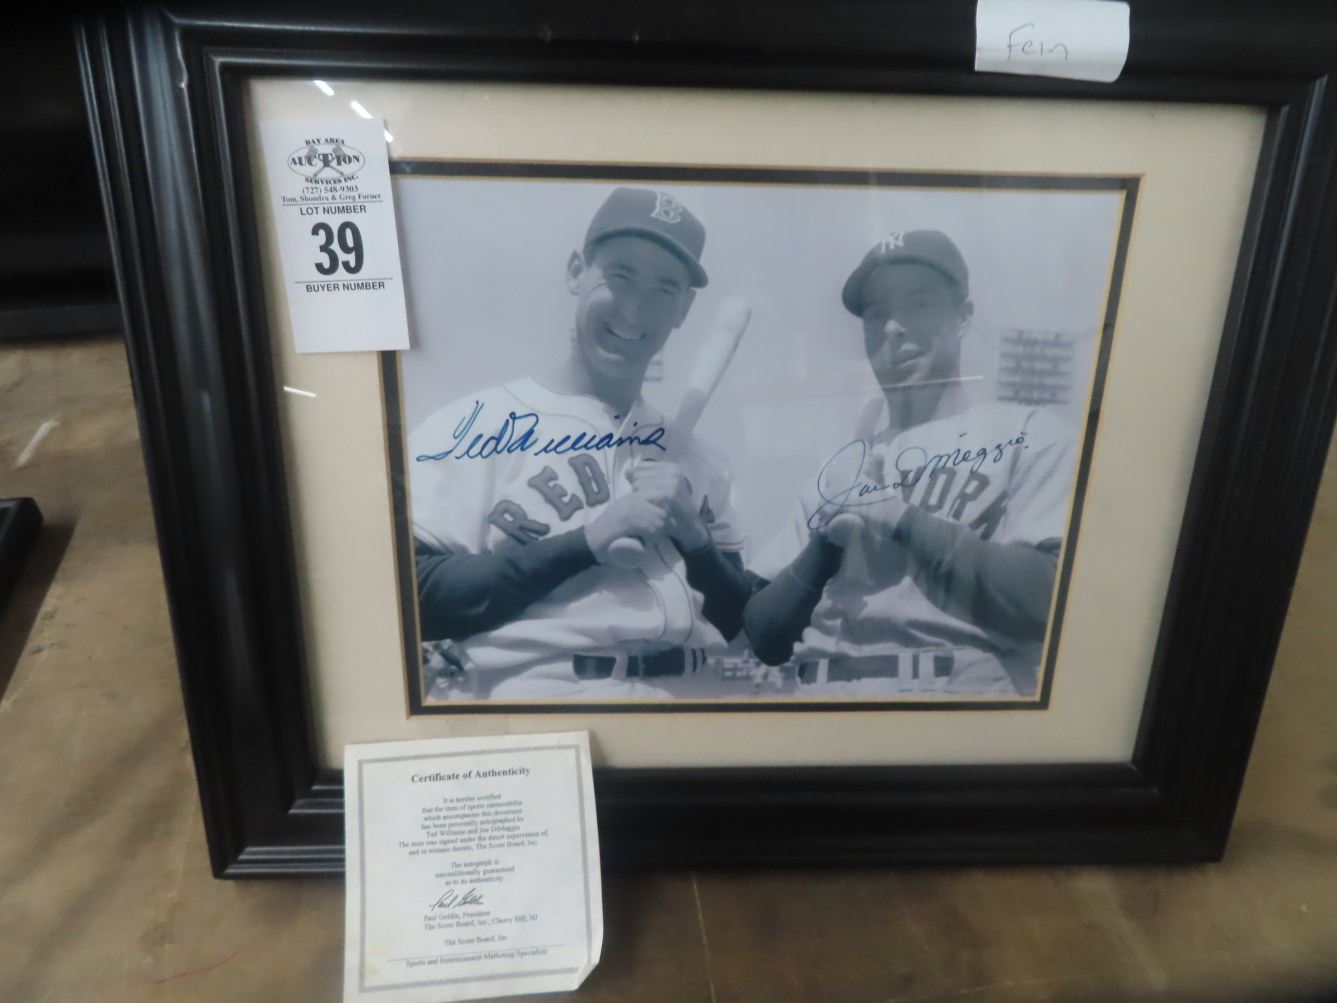 Fein
BAY AREA
AUCTION
SERVICES INC.
(727) 548-9303
Tom, Shondra & Greg Farner
LOT NUMBER
39
BUYER NUMBER
B
NY
Ted Williams
Joe DiMaggio
RED
YORK
Certificate of Authenticity
It is hereby certified
that the item of sports memorabilia
which accompanies this document
has been personally autographed by
Ted Williams and Joe DiMaggio
The item was signed under the direct supervision of,
and in witness thereto, The Score Board, Inc.
The autograph is
unconditionally guaranteed
as to its authenticity.
Paul Goldin
Paul Goldin, President
The Score Board, Inc., Cherry Hill, NJ
The Score Board, Inc.
Sports and Entertainment Marketing Specialists